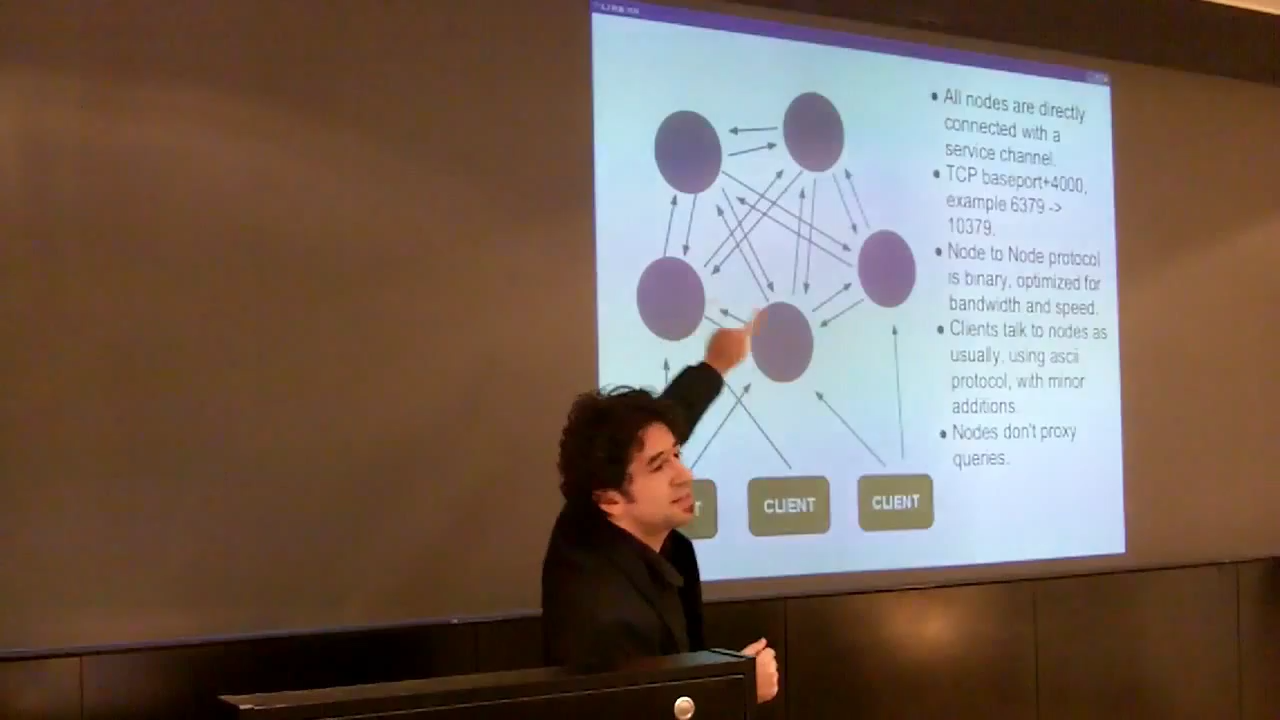 ● All nodes are directly
connected with a
service channel.
● TCP baseport+4000,
example 6379 ->
10379.
● Node to Node protocol
is binary, optimized for
bandwidth and speed.
● Clients talk to nodes as
usually, using ascii
protocol, with minor
additions.
● Nodes don't proxy
queries.
T
CLIENT
CLIENT